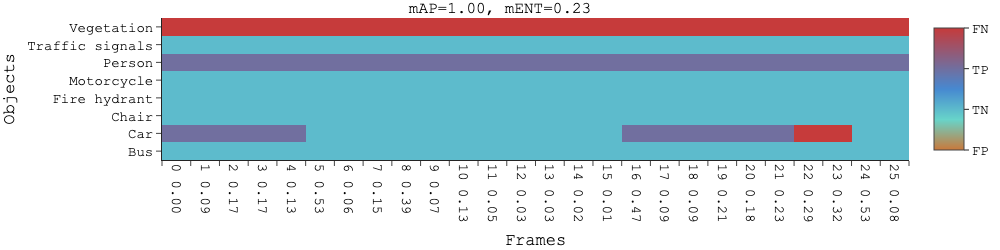 mAP=1.00, mENT=0.23
Objects
Vegetation
Traffic signals
Person
Motorcycle
Fire hydrant
Chair
Car
Bus
FN
TP
TN
FP
0 0.00
1 0.09
2 0.17
3 0.17
4 0.13
5 0.53
6 0.06
7 0.15
8 0.39
9 0.07
10 0.13
11 0.05
12 0.03
13 0.03
14 0.02
15 0.01
16 0.47
17 0.09
18 0.09
19 0.21
20 0.18
21 0.23
22 0.29
23 0.32
24 0.53
25 0.08
Frames